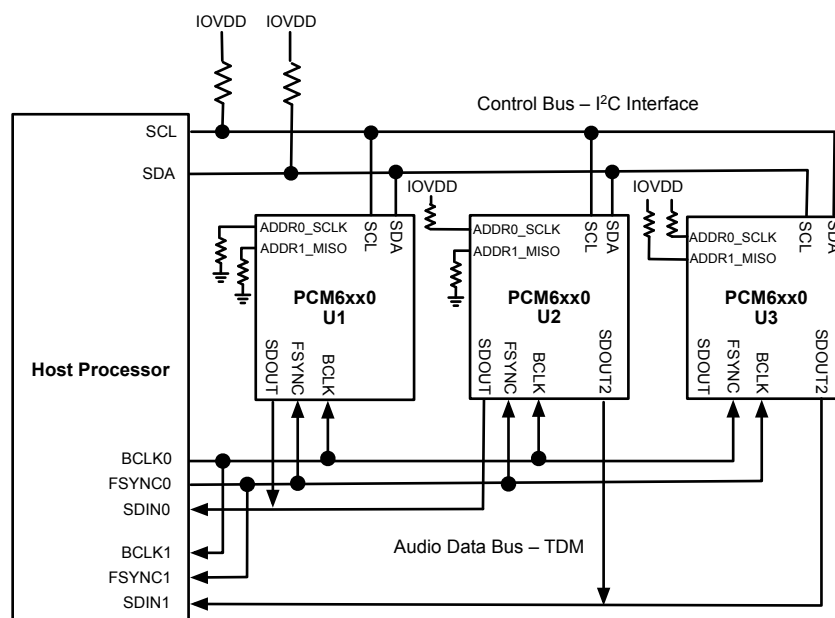 IOVDD
IOVDD
Control Bus – I²C Interface
SCL
SDA
IOVDD
IOVDD
ADDR0_SCLK
ADDR1_MISO
SCL
SDA
PCM6xx0
U1
SDOUT
FSYNC
BCLK
ADDR0_SCLK
ADDR1_MISO
SCL
SDA
PCM6xx0
U2
SDOUT
FSYNC
BCLK
SDOUT2
ADDR0_SCLK
ADDR1_MISO
SCL
SDA
PCM6xx0
U3
SDOUT
FSYNC
BCLK
SDOUT2
Host Processor
BCLK0
FSYNC0
SDIN0
BCLK1
FSYNC1
SDIN1
Audio Data Bus – TDM